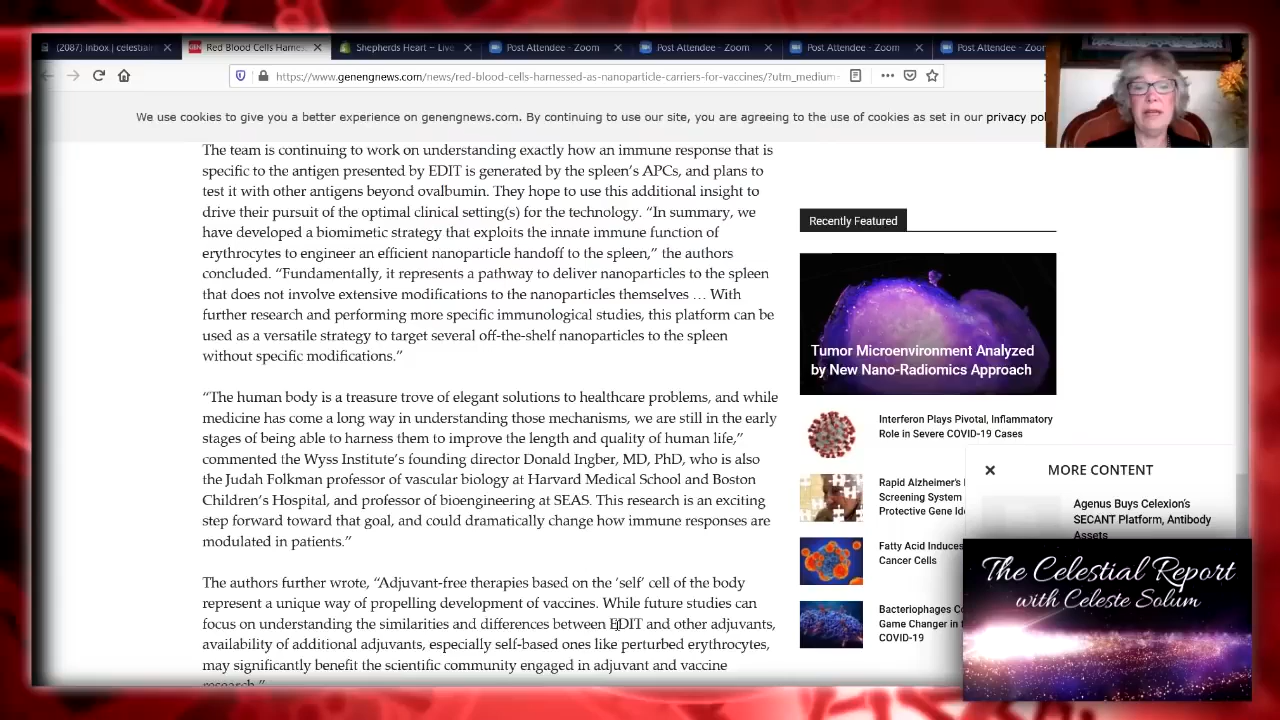 (2087) Inbox | celestialre
Red Blood Cells Harnes
Shepherds Heart – Live
Post Attendee - Zoom
Post Attendee - Zoom
Post Attendee - Zoom
Post Attendee - Zoom
https://www.genengnews.com/news/red-blood-cells-harnessed-as-nanoparticle-carriers-for-vaccines/?utm_medium=
We use cookies to give you a better experience on genengnews.com. By continuing to use our site, you are agreeing to the use of cookies as set in our privacy pol
The team is continuing to work on understanding exactly how an immune response that is
specific to the antigen presented by EDIT is generated by the spleen's APCs, and plans to
test it with other antigens beyond ovalbumin. They hope to use this additional insight to
drive their pursuit of the optimal clinical setting(s) for the technology. “In summary, we
have developed a biomimetic strategy that exploits the innate immune function of
erythrocytes to engineer an efficient nanoparticle handoff to the spleen,” the authors
concluded. “Fundamentally, it represents a pathway to deliver nanoparticles to the spleen
that does not involve extensive modifications to the nanoparticles themselves … With
further research and performing more specific immunological studies, this platform can be
used as a versatile strategy to target several off-the-shelf nanoparticles to the spleen
without specific modifications.”
“The human body is a treasure trove of elegant solutions to healthcare problems, and while
medicine has come a long way in understanding those mechanisms, we are still in the early
stages of being able to harness them to improve the length and quality of human life,”
commented the Wyss Institute's founding director Donald Ingber, MD, PhD, who is also
the Judah Folkman professor of vascular biology at Harvard Medical School and Boston
Children's Hospital, and professor of bioengineering at SEAS. This research is an exciting
step forward toward that goal, and could dramatically change how immune responses are
modulated in patients.”
The authors further wrote, “Adjuvant-free therapies based on the ‘self’ cell of the body
represent a unique way of propelling development of vaccines. While future studies can
focus on understanding the similarities and differences between EDIT and other adjuvants,
availability of additional adjuvants, especially self-based ones like perturbed erythrocytes,
may significantly benefit the scientific community engaged in adjuvant and vaccine
research.”
Recently Featured
Tumor Microenvironment Analyzed
by New Nano-Radiomics Approach
Interferon Plays Pivotal, Inflammatory
Role in Severe COVID-19 Cases
Rapid Alzheimer's
Screening System
Protective Gene
Fatty Acid Induces
Cancer Cells
Bacteriophages
Game Changer in
COVID-19
MORE CONTENT
Agenus Buys Celexion's
SECANT Platform, Antibody
Assets
The Celestial Report
with Celeste Solum